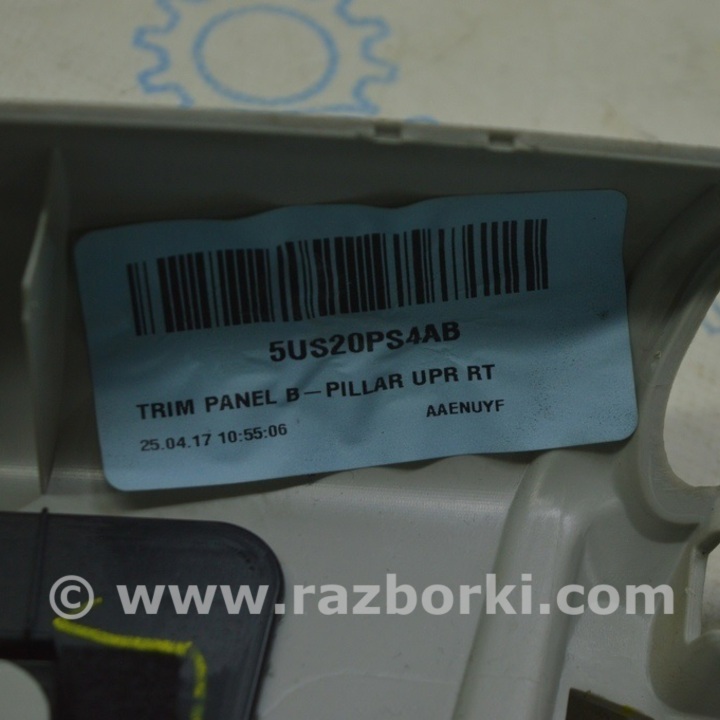 5US20PS4AB
TRIM PANEL B-PILLAR UPR RT
25.04.17 10:55:06 AAENUYF
© www.razborki.com